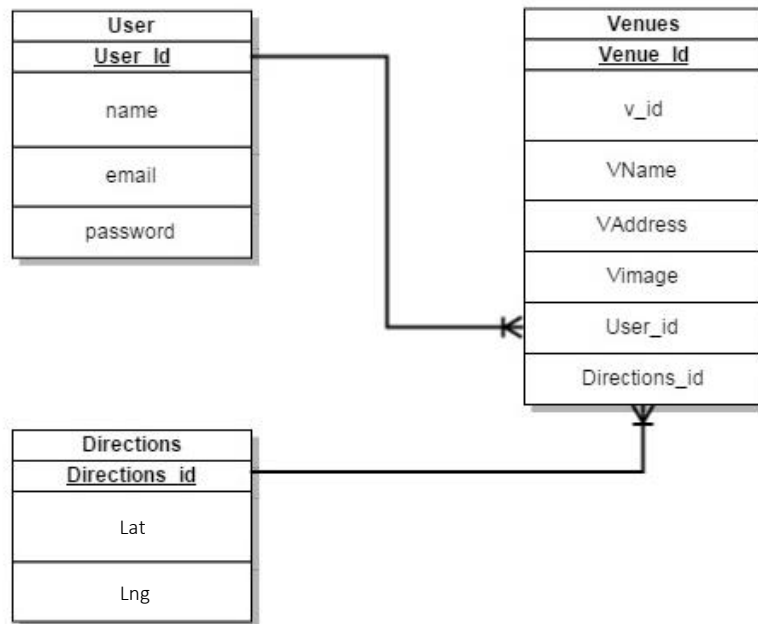 User
User_Id
name
email
password
Venues
Venue_Id
v_id
VName
VAddress
Vimage
User_id
Directions_id
Directions
Directions_id
Lat
Lng